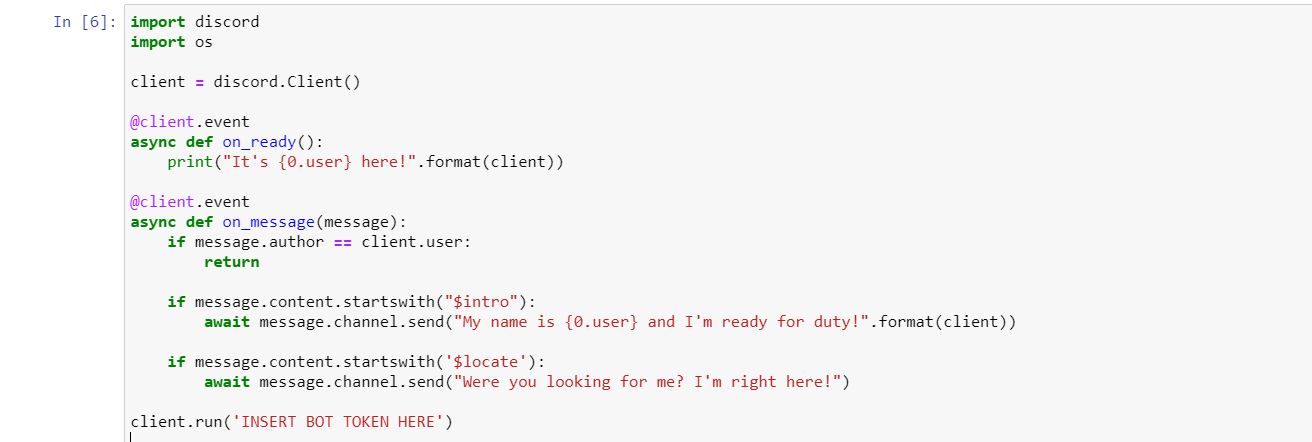 In [6]: import discord
import os
client = discord.Client()
@client.event
async def on_ready():
    print("It's {0.user} here!".format(client))
@client.event
async def on_message(message):
    if message.author == client.user:
        return
    if message.content.startswith("$intro"):
        await message.channel.send("My name is {0.user} and I'm ready for duty!".format(client))
    if message.content.startswith('$locate'):
        await message.channel.send("Were you looking for me? I'm right here!")
client.run('INSERT BOT TOKEN HERE')